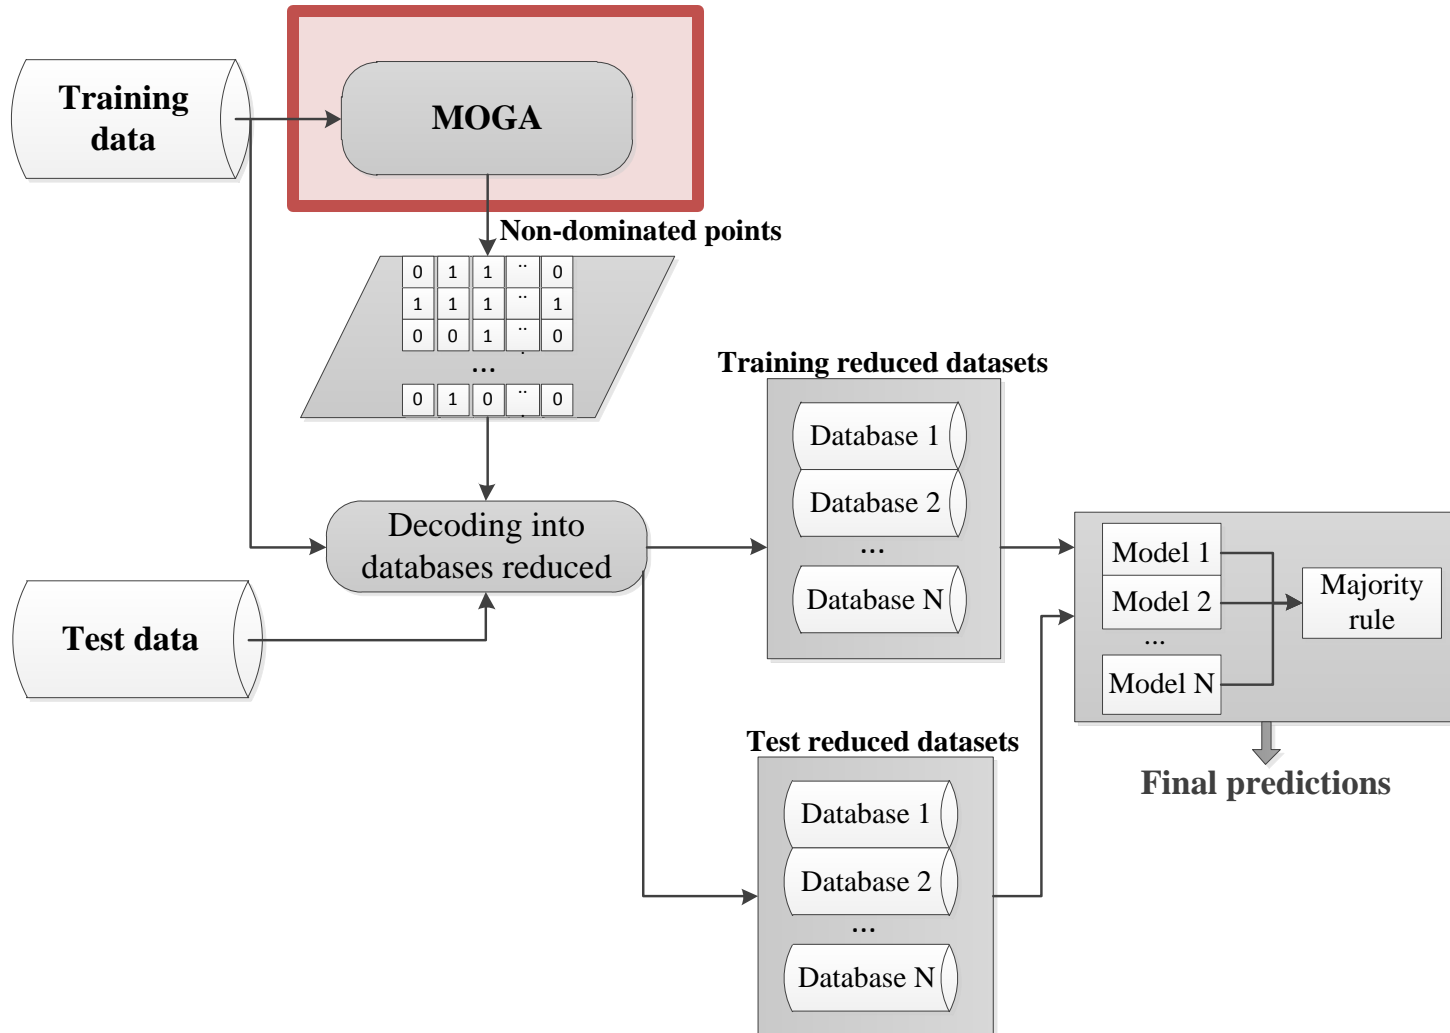 Training
data
MOGA
Non-dominated points
0 1 1 .. 0
1 1 1 .. 1
0 0 1 .. 0
...
0 1 0 .. 0
Decoding into
databases reduced
Test data
Training reduced datasets
Database 1
Database 2
...
Database N
Test reduced datasets
Database 1
Database 2
...
Database N
Model 1
Model 2
...
Model N
Majority
rule
Final predictions